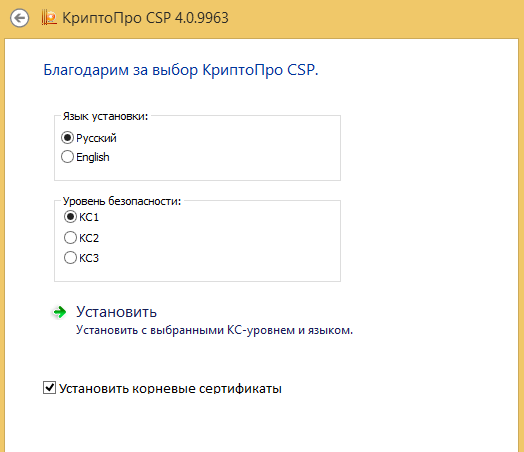 КриптоПро CSP 4.0.9963
Благодарим за выбор КриптоПро CSP.
Язык установки:
Русский
English
Уровень безопасности:
КС1
КС2
КС3
Установить
Установить с выбранными КС-уровнем и языком.
Установить корневые сертификаты